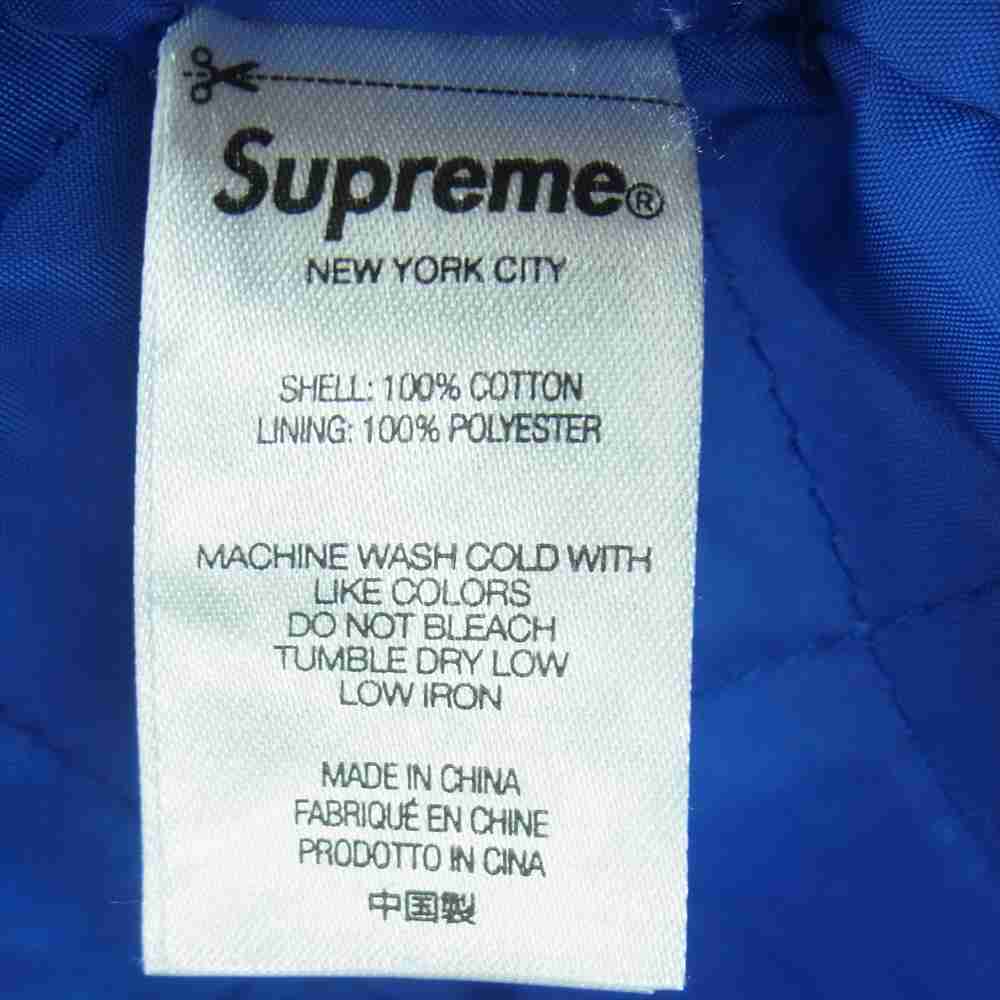 Supreme®
NEW YORK CITY
SHELL: 100% COTTON
LINING: 100% POLYESTER
MACHINE WASH COLD WITH
LIKE COLORS
DO NOT BLEACH
TUMBLE DRY LOW
LOW IRON
MADE IN CHINA
FABRIQUÉ EN CHINE
PRODOTTO IN CINA
中国製